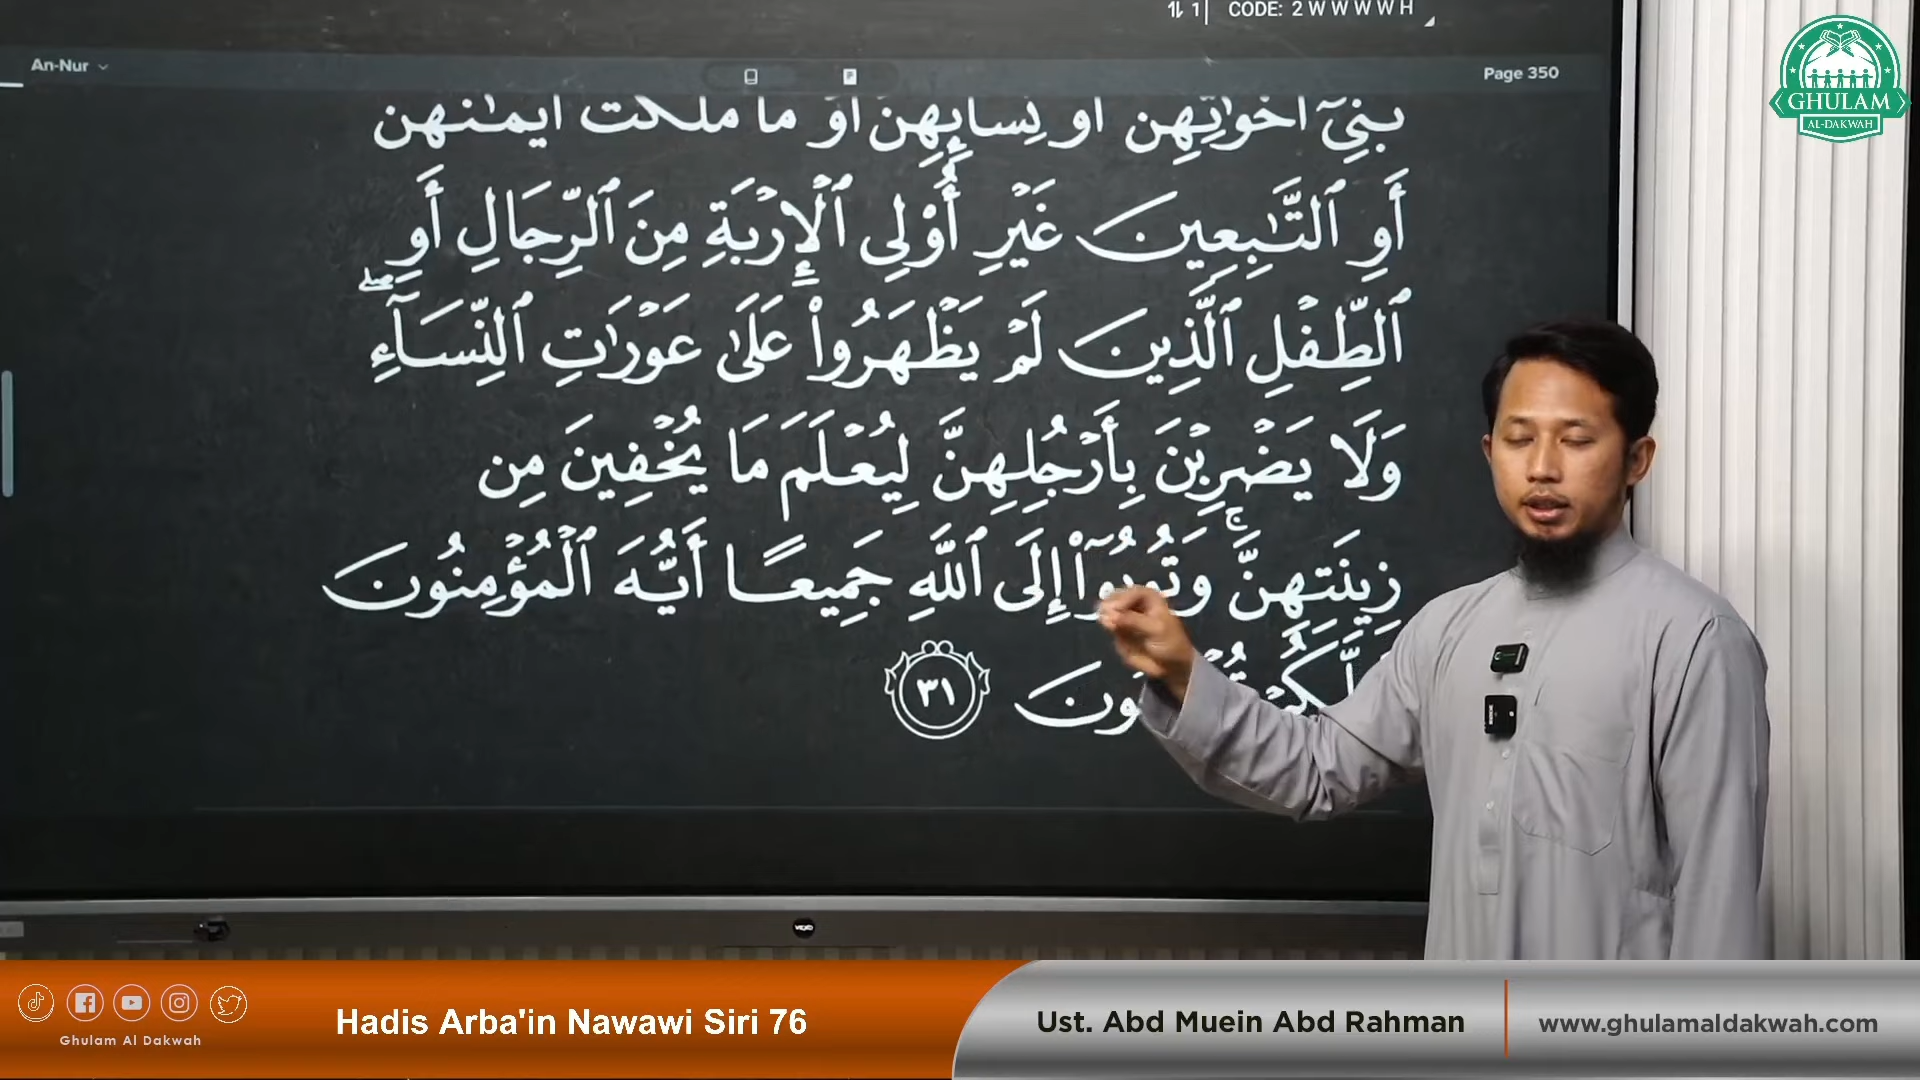 ⇅ 1| CODE: 2WWWWH
An-Nur
Page 350
GHULAM
AL-DAKWAH
بَنِيٓ أَخَوَٰتِهِنَّ أَوۡ نِسَآئِهِنَّ أَوۡ مَا مَلَكَتۡ أَيۡمَٰنُهُنَّ
أَوِ ٱلتَّٰبِعِينَ غَيۡرِ أُوْلِي ٱلۡإِرۡبَةِ مِنَ ٱلرِّجَالِ أَوِ
ٱلطِّفۡلِ ٱلَّذِينَ لَمۡ يَظۡهَرُواْ عَلَىٰ عَوۡرَٰتِ ٱلنِّسَآءِۖ
وَلَا يَضۡرِبۡنَ بِأَرۡجُلِهِنَّ لِيُعۡلَمَ مَا يُخۡفِينَ مِن
زِينَتِهِنَّۚ وَتُوبُوٓاْ إِلَى ٱللَّهِ جَمِيعًا أَيُّهَ ٱلۡمُؤۡمِنُونَ
٣١
Ghulam Al Dakwah
Hadis Arba'in Nawawi Siri 76
Ust. Abd Muein Abd Rahman
www.ghulamaldakwah.com